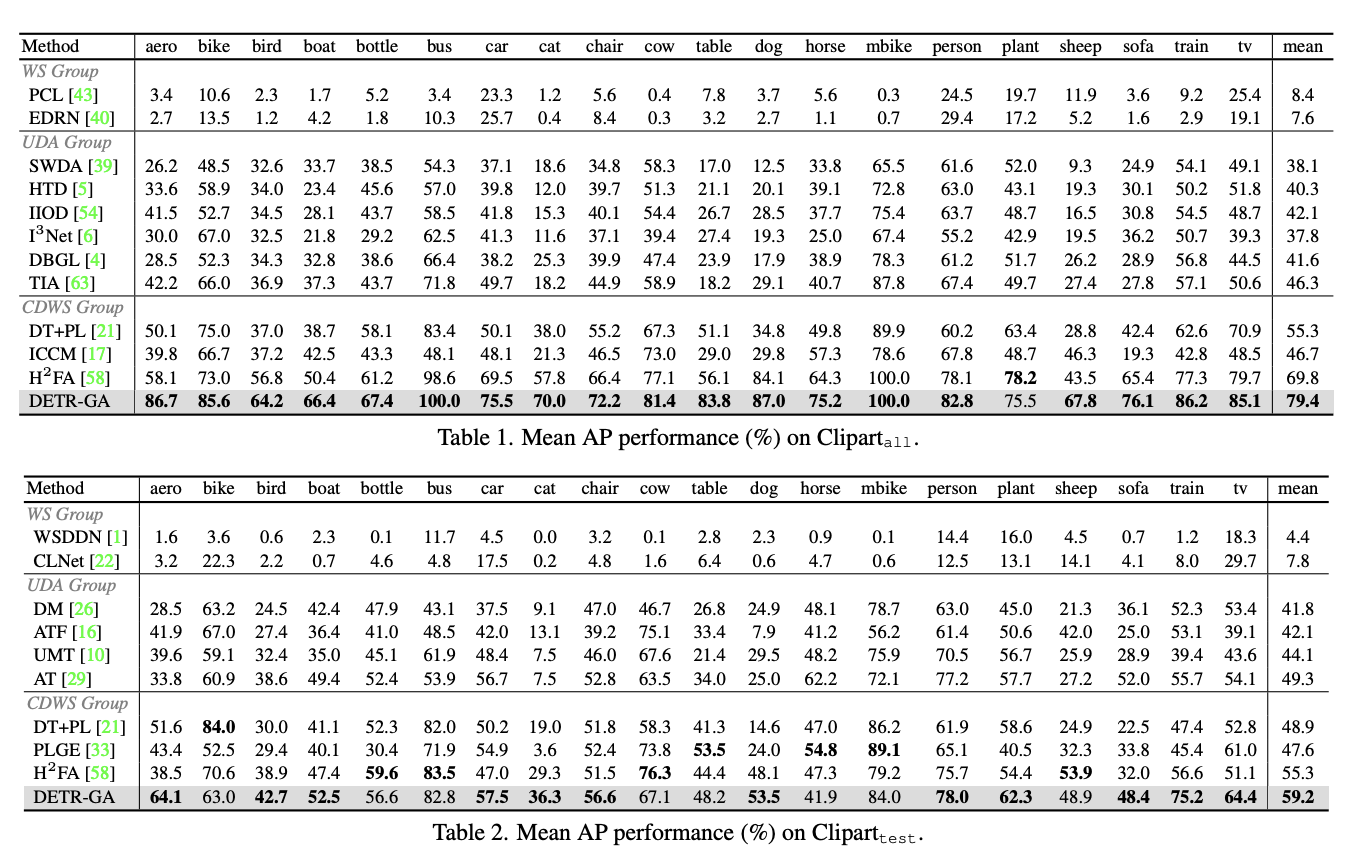 Method aero bike bird boat bottle bus car cat chair cow table dog horse mbike person plant sheep sofa train tv mean
WS Group
PCL [43] 3.4 10.6 2.3 1.7 5.2 3.4 23.3 1.2 5.6 0.4 7.8 3.7 5.6 0.3 24.5 19.7 11.9 3.6 9.2 25.4 8.4
EDRN [40] 2.7 13.5 1.2 4.2 1.8 10.3 25.7 0.4 8.4 0.3 3.2 2.7 1.1 0.7 29.4 17.2 5.2 1.6 2.9 19.1 7.6
UDA Group
SWDA [39] 26.2 48.5 32.6 33.7 38.5 54.3 37.1 18.6 34.8 58.3 17.0 12.5 33.8 65.5 61.6 52.0 9.3 24.9 54.1 49.1 38.1
HTD [5] 33.6 58.9 34.0 23.4 45.6 57.0 39.8 12.0 39.7 51.3 21.1 20.1 39.1 72.8 63.0 43.1 19.3 30.1 50.2 51.8 40.3
IIOD [54] 41.5 52.7 34.5 28.1 43.7 58.5 41.8 15.3 40.1 54.4 26.7 28.5 37.7 75.4 63.7 48.7 16.5 30.8 54.5 48.7 42.1
I³Net [6] 30.0 67.0 32.5 21.8 29.2 62.5 41.3 11.6 37.1 39.4 27.4 19.3 25.0 67.4 55.2 42.9 19.5 36.2 50.7 39.3 37.8
DBGL [4] 28.5 52.3 34.3 32.8 38.6 66.4 38.2 25.3 39.9 47.4 23.9 17.9 38.9 78.3 61.2 51.7 26.2 28.9 56.8 44.5 41.6
TIA [63] 42.2 66.0 36.9 37.3 43.7 71.8 49.7 18.2 44.9 58.9 18.2 29.1 40.7 87.8 67.4 49.7 27.4 27.8 57.1 50.6 46.3
CDWS Group
DT+PL [21] 50.1 75.0 37.0 38.7 58.1 83.4 50.1 38.0 55.2 67.3 51.1 34.8 49.8 89.9 60.2 63.4 28.8 42.4 62.6 70.9 55.3
ICCM [17] 39.8 66.7 37.2 42.5 43.3 48.1 48.1 21.3 46.5 73.0 29.0 29.8 57.3 78.6 67.8 48.7 46.3 19.3 42.8 48.5 46.7
H²FA [58] 58.1 73.0 56.8 50.4 61.2 98.6 69.5 57.8 66.4 77.1 56.1 84.1 64.3 100.0 78.1 78.2 43.5 65.4 77.3 79.7 69.8
DETR-GA 86.7 85.6 64.2 66.4 67.4 100.0 75.5 70.0 72.2 81.4 83.8 87.0 75.2 100.0 82.8 75.5 67.8 76.1 86.2 85.1 79.4
Table 1. Mean AP performance (%) on Clipart_all.
Method aero bike bird boat bottle bus car cat chair cow table dog horse mbike person plant sheep sofa train tv mean
WS Group
WSDDN [1] 1.6 3.6 0.6 2.3 0.1 11.7 4.5 0.0 3.2 0.1 2.8 2.3 0.9 0.1 14.4 16.0 4.5 0.7 1.2 18.3 4.4
CLNet [22] 3.2 22.3 2.2 0.7 4.6 4.8 17.5 0.2 4.8 1.6 6.4 0.6 4.7 0.6 12.5 13.1 14.1 4.1 8.0 29.7 7.8
UDA Group
DM [26] 28.5 63.2 24.5 42.4 47.9 43.1 37.5 9.1 47.0 46.7 26.8 24.9 48.1 78.7 63.0 45.0 21.3 36.1 52.3 53.4 41.8
ATF [16] 41.9 67.0 27.4 36.4 41.0 48.5 42.0 13.1 39.2 75.1 33.4 7.9 41.2 56.2 61.4 50.6 42.0 25.0 53.1 39.1 42.1
UMT [10] 39.6 59.1 32.4 35.0 45.1 61.9 48.4 7.5 46.0 67.6 21.4 29.5 48.2 75.9 70.5 56.7 25.9 28.9 39.4 43.6 44.1
AT [29] 33.8 60.9 38.6 49.4 52.4 53.9 56.7 7.5 52.8 63.5 34.0 25.0 62.2 72.1 77.2 57.7 27.2 52.0 55.7 54.1 49.3
CDWS Group
DT+PL [21] 51.6 84.0 30.0 41.1 52.3 82.0 50.2 19.0 51.8 58.3 41.3 14.6 47.0 86.2 61.9 58.6 24.9 22.5 47.4 52.8 48.9
PLGE [33] 43.4 52.5 29.4 40.1 30.4 71.9 54.9 3.6 52.4 73.8 53.5 24.0 54.8 89.1 65.1 40.5 32.3 33.8 45.4 61.0 47.6
H²FA [58] 38.5 70.6 38.9 47.4 59.6 83.5 47.0 29.3 51.5 76.3 44.4 48.1 47.3 79.2 75.7 54.4 53.9 32.0 56.6 51.1 55.3
DETR-GA 64.1 63.0 42.7 52.5 56.6 82.8 57.5 36.3 56.6 67.1 48.2 53.5 41.9 84.0 78.0 62.3 48.9 48.4 75.2 64.4 59.2
Table 2. Mean AP performance (%) on Clipart_test.